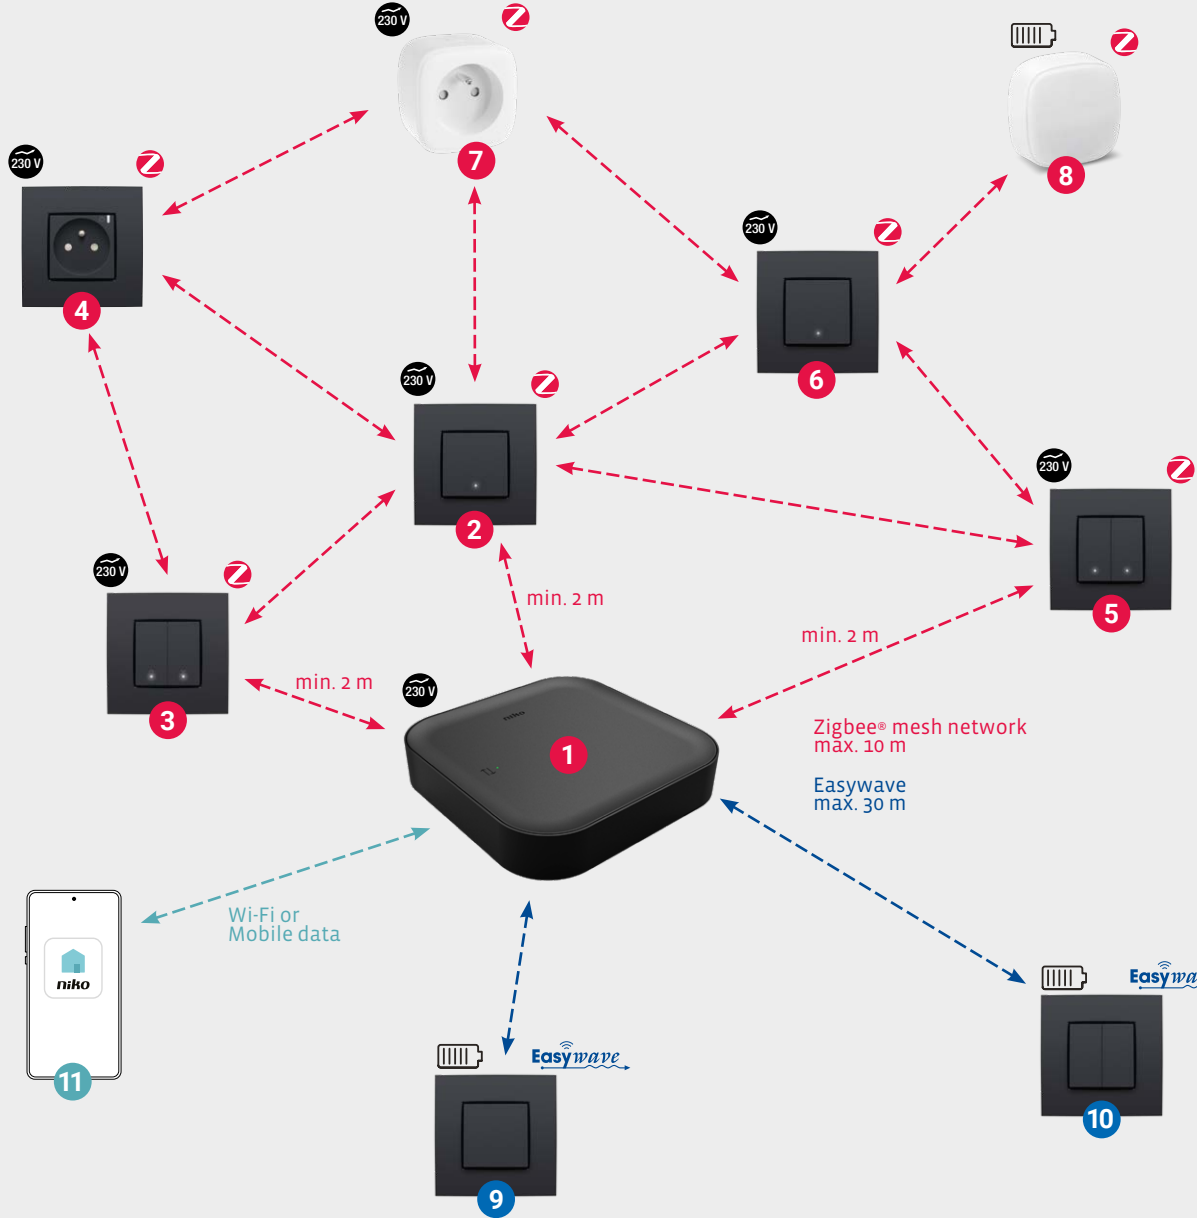 230 V
7
8
230 V
4
230 V
6
230 V
2
230 V
5
230 V
3
min. 2 m
min. 2 m
min. 2 m
230 V
niko
1
Zigbee® mesh network
max. 10 m
Easywave
max. 30 m
Wi-Fi or
Mobile data
niko
11
Easywave
9
Easywa
10